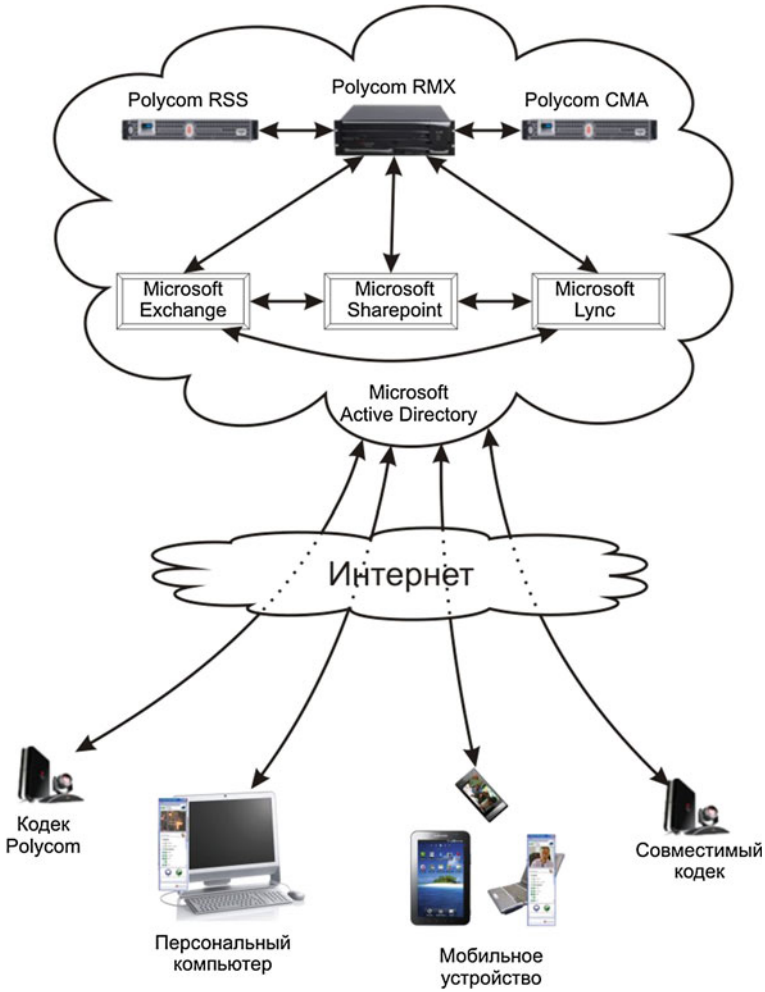 Polycom RSS
Polycom RMX
Polycom CMA
Microsoft
Exchange
Microsoft
Sharepoint
Microsoft
Lync
Microsoft
Active Directory
Интернет
Кодек
Polycom
Персональный
компьютер
Мобильное
устройство
Совместимый
кодек